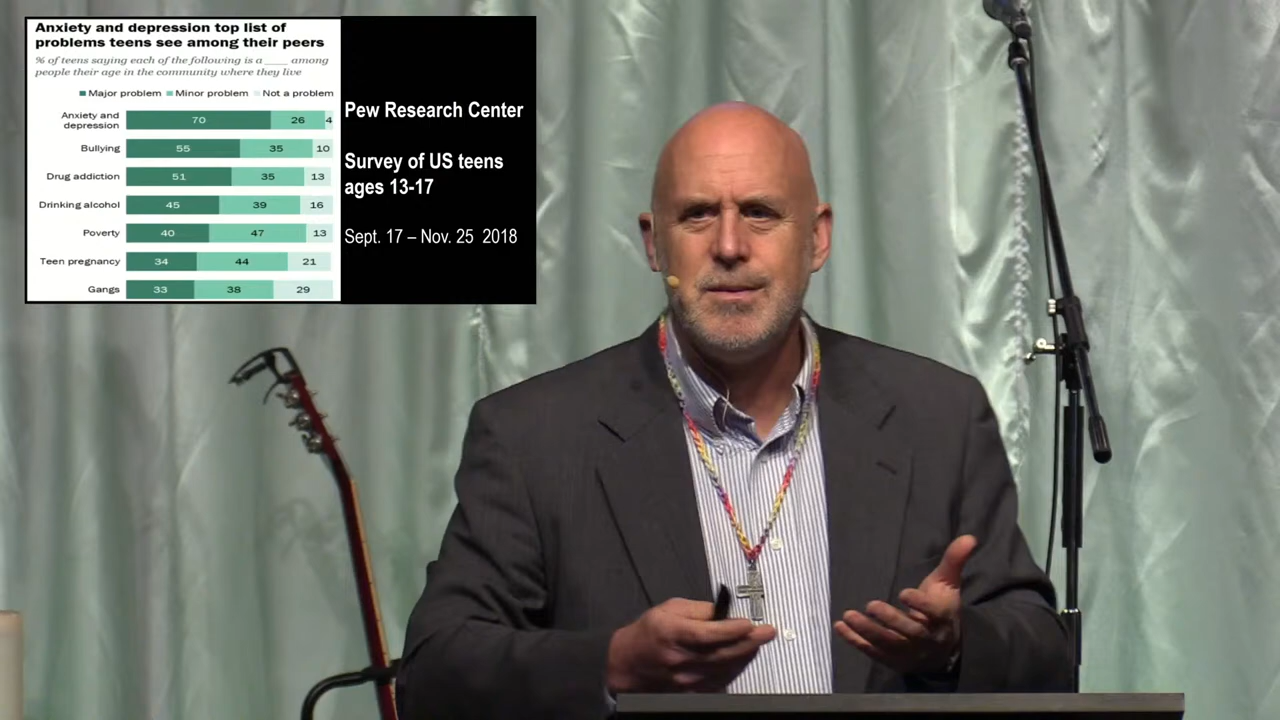 Anxiety and depression top list of
problems teens see among their peers
% of teens saying each of the following is a ____ among
people their age in the community where they live
Major problem Minor problem Not a problem
Anxiety and
depression 70 26 4
Bullying 55 35 10
Drug addiction 51 35 13
Drinking alcohol 45 39 16
Poverty 40 47 13
Teen pregnancy 34 44 21
Gangs 33 38 29
Pew Research Center
Survey of US teens
ages 13-17
Sept. 17 – Nov. 25 2018